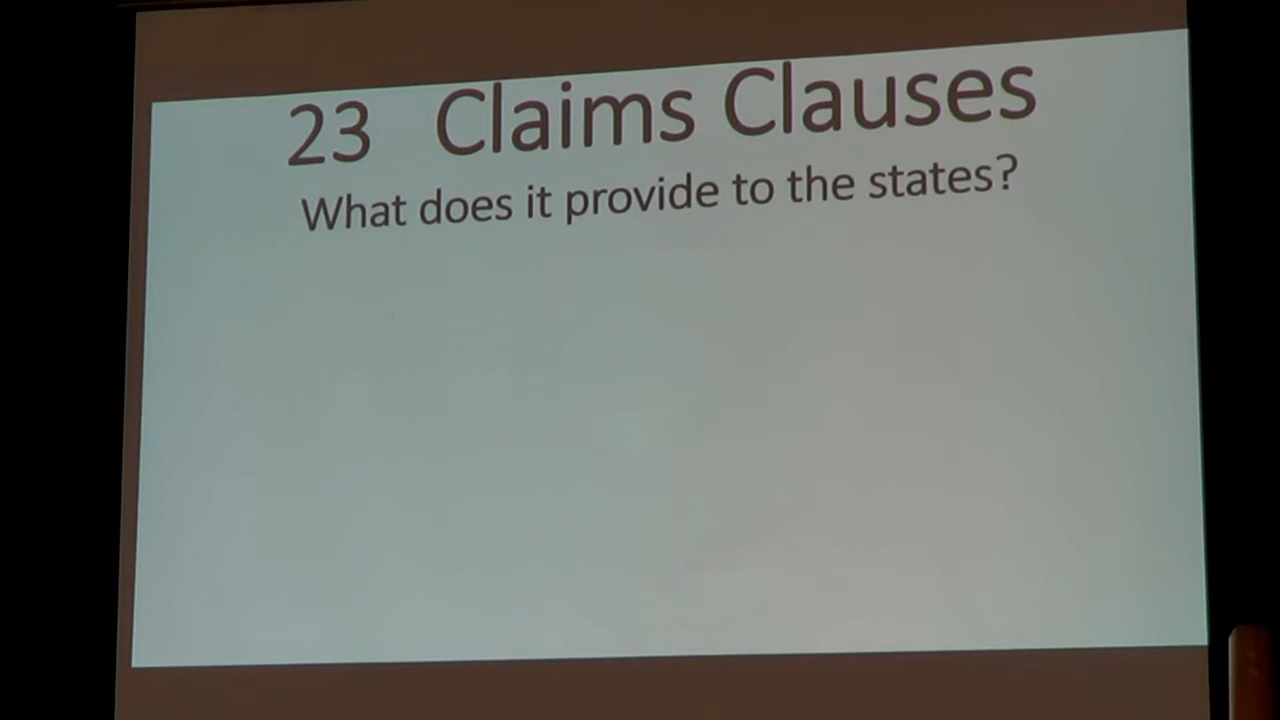 23 Claims Clauses
What does it provide to the states?